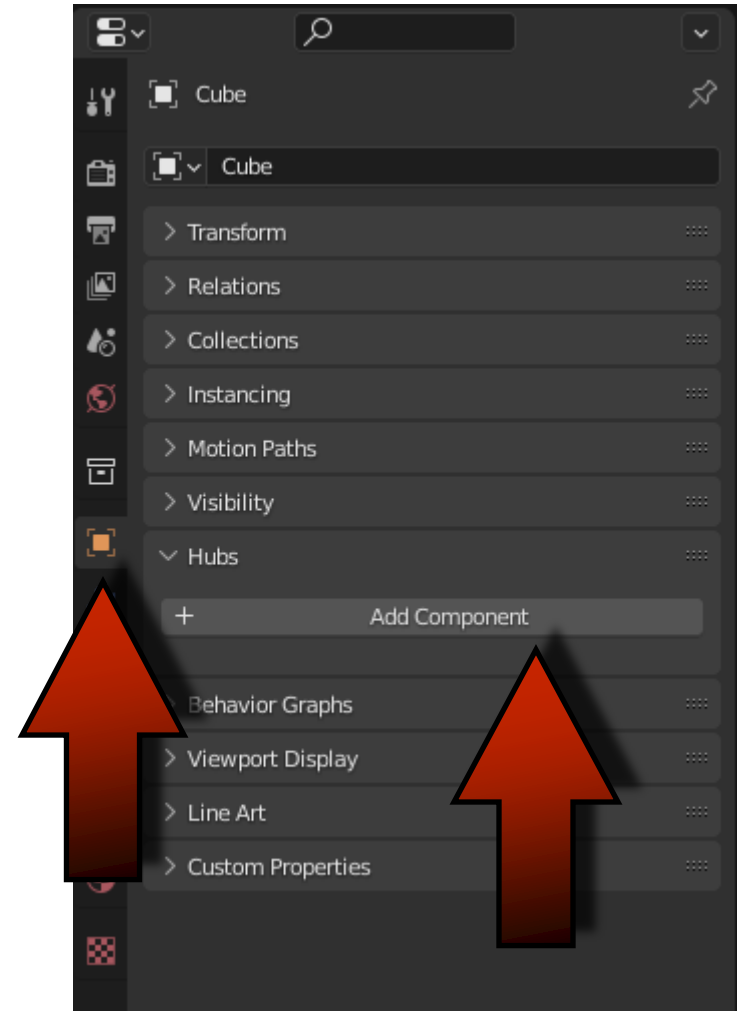 Cube
Cube
Transform
Relations
Collections
Instancing
Motion Paths
Visibility
Hubs
Add Component
Behavior Graphs
Viewport Display
Line Art
Custom Properties